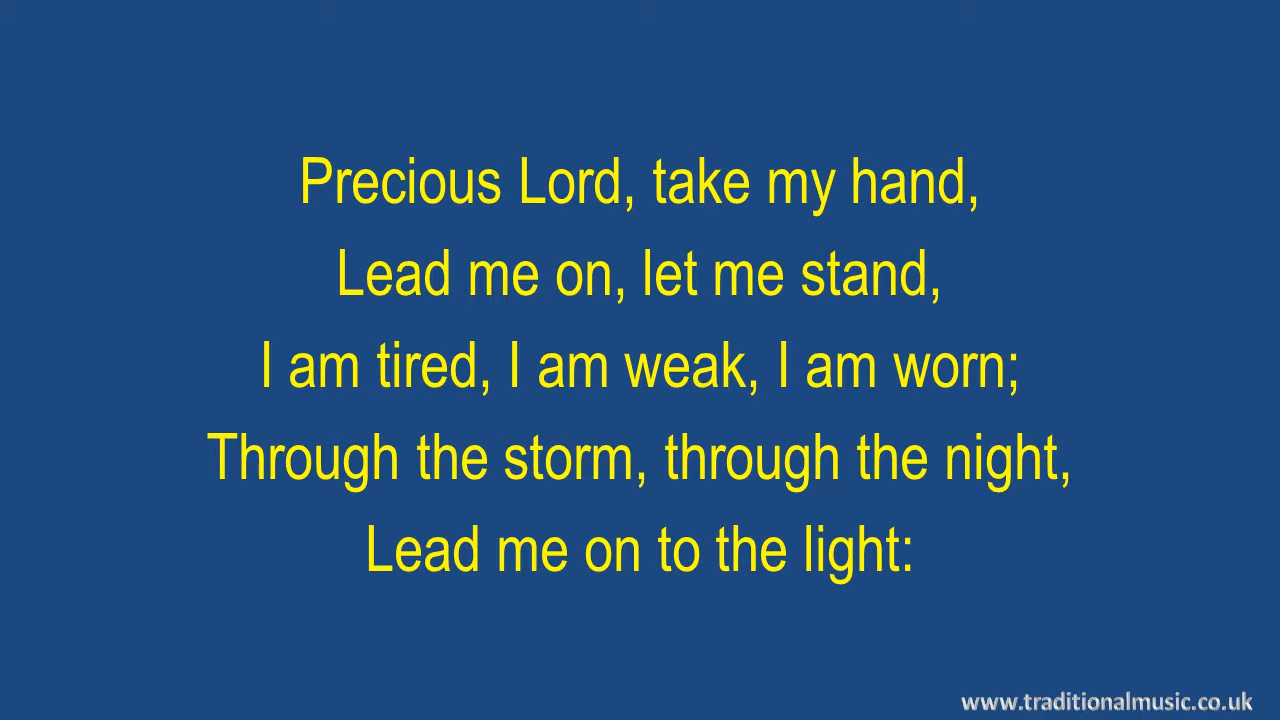 Precious Lord, take my hand,
Lead me on, let me stand,
I am tired, I am weak, I am worn;
Through the storm, through the night,
Lead me on to the light:
www.traditionalmusic.co.uk